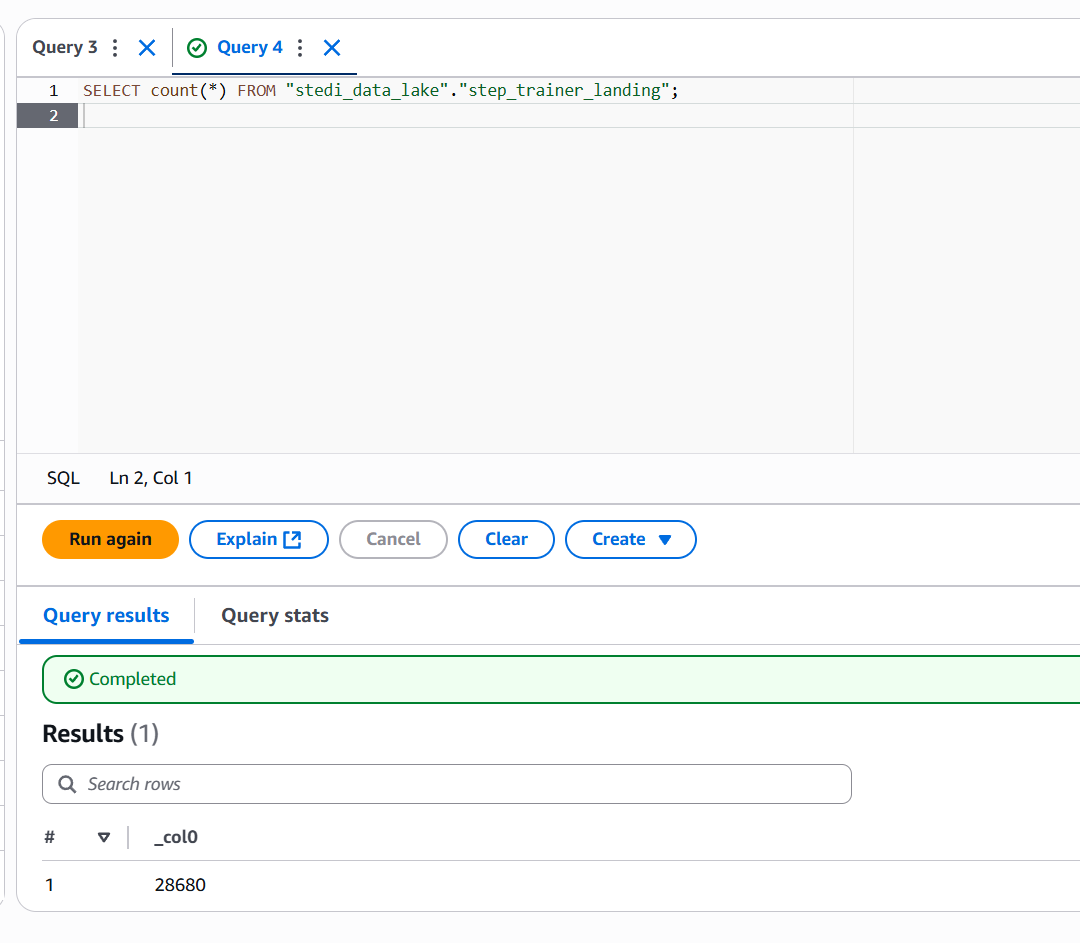 Query 3
Query 4
1 SELECT count(*) FROM "stedi_data_lake"."step_trainer_landing";
2
SQL Ln 2, Col 1
Run again Explain Cancel Clear Create
Query results Query stats
Completed
Results (1)
Search rows
# _col0
1 28680